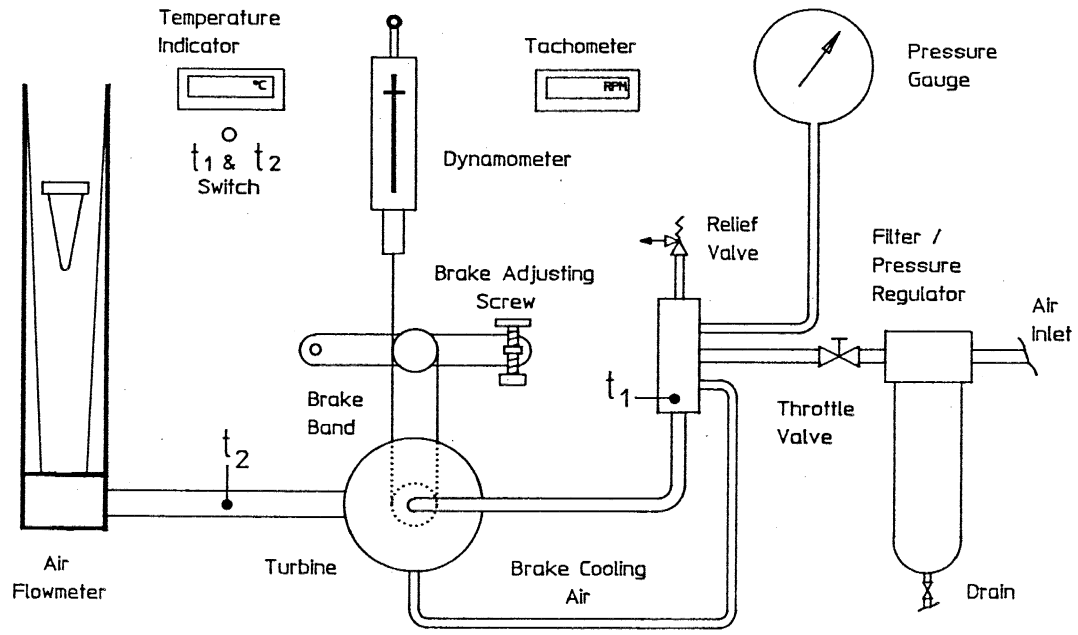 Temperature
Indicator
°C
t1 & t2
Switch
Tachometer
RPM
Pressure
Gauge
Dynamometer
Relief
Valve
Filter /
Pressure
Regulator
Air
inlet
Brake Adjusting
Screw
Brake
Band
t1
Throttle
Valve
t2
Air
Flowmeter
Turbine
Brake Cooling
Air
Drain